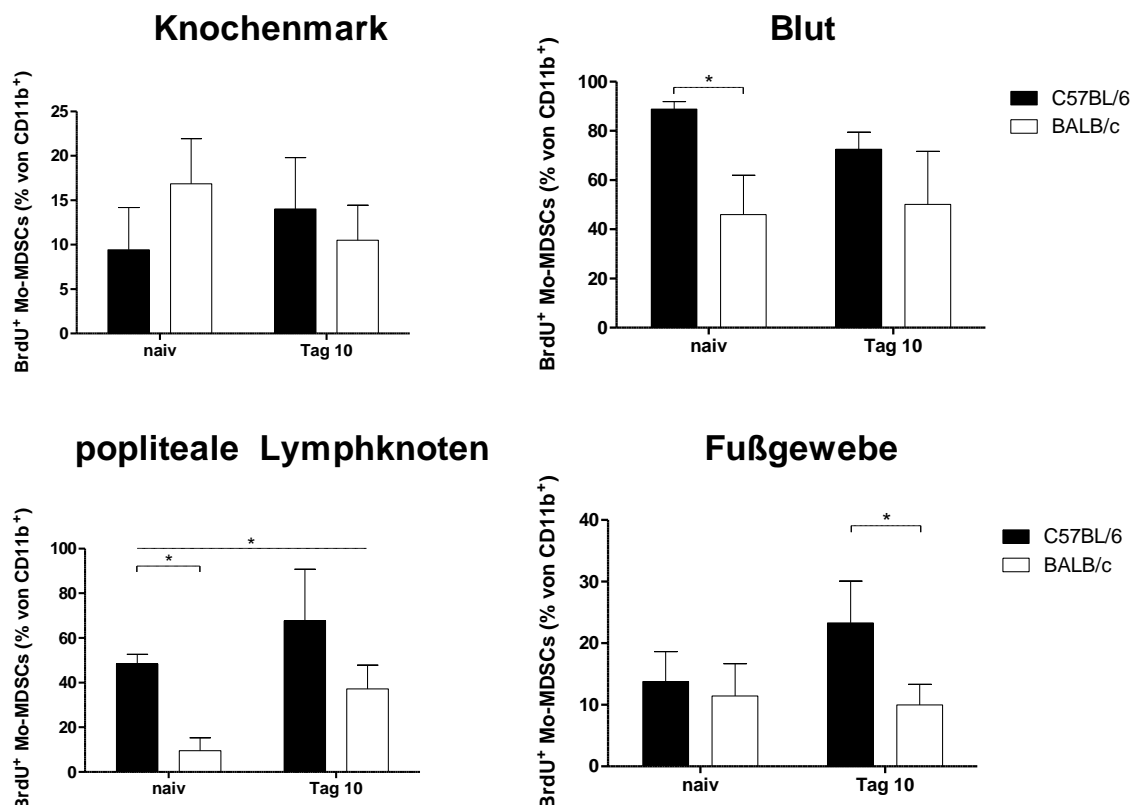 Knochenmark
BrdU⁺ Mo-MDSCs (% von CD11b⁺)
25
20
15
10
5
0
naiv
Tag 10
Blut
BrdU⁺ Mo-MDSCs (% von CD11b⁺)
100
80
60
40
20
0
*
naiv
Tag 10
C57BL/6
BALB/c
popliteale Lymphknoten
BrdU⁺ Mo-MDSCs (% von CD11b⁺)
100
80
60
40
20
0
*
*
naiv
Tag 10
Fußgewebe
BrdU⁺ Mo-MDSCs (% von CD11b⁺)
40
30
20
10
0
*
naiv
Tag 10
C57BL/6
BALB/c